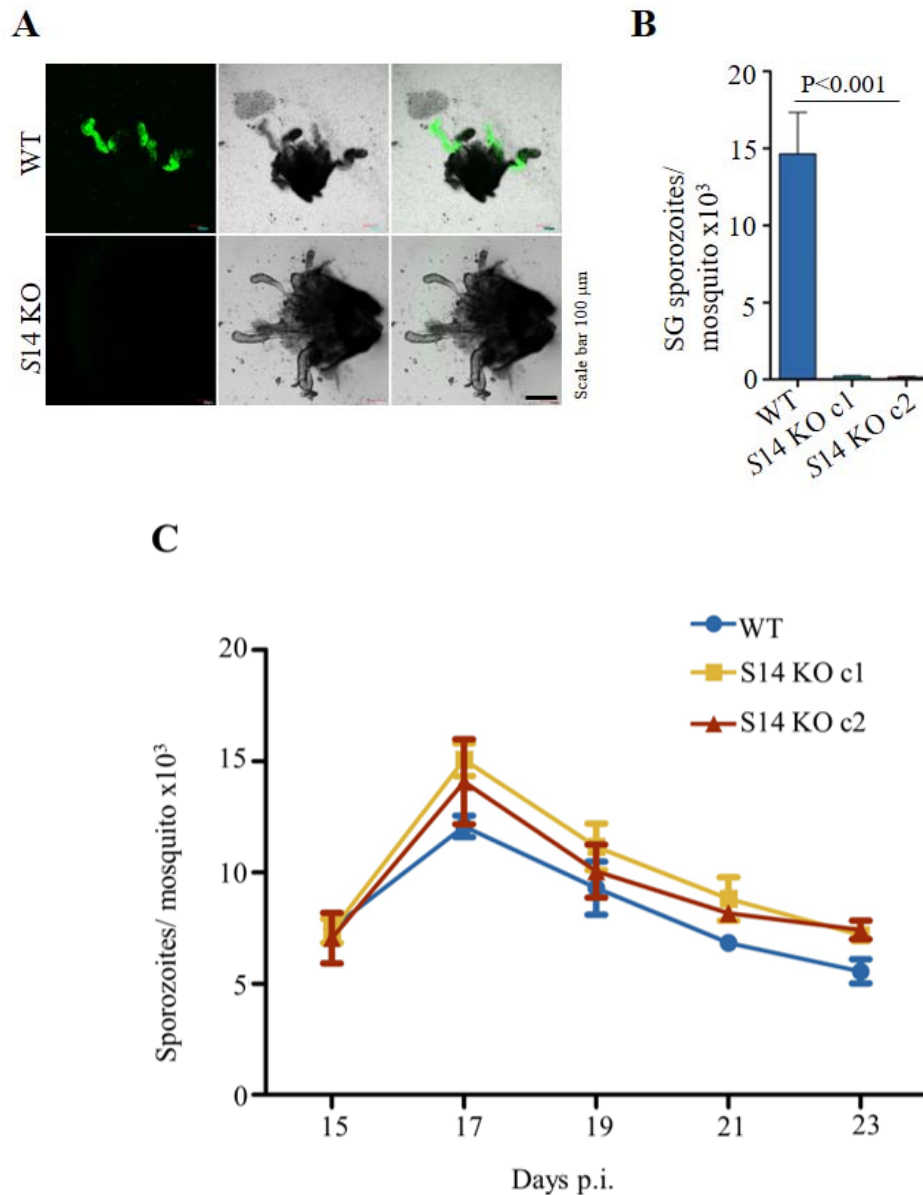 A
WT
S14 KO
Scale bar 100 μm
B
P<0.001
SG sporozoites/
mosquito x10³
20
15
10
5
0
WT
S14 KO c1
S14 KO c2
C
WT
S14 KO c1
S14 KO c2
Sporozoites/ mosquito x10³
20
15
10
5
0
15 17 19 21 23
Days p.i.